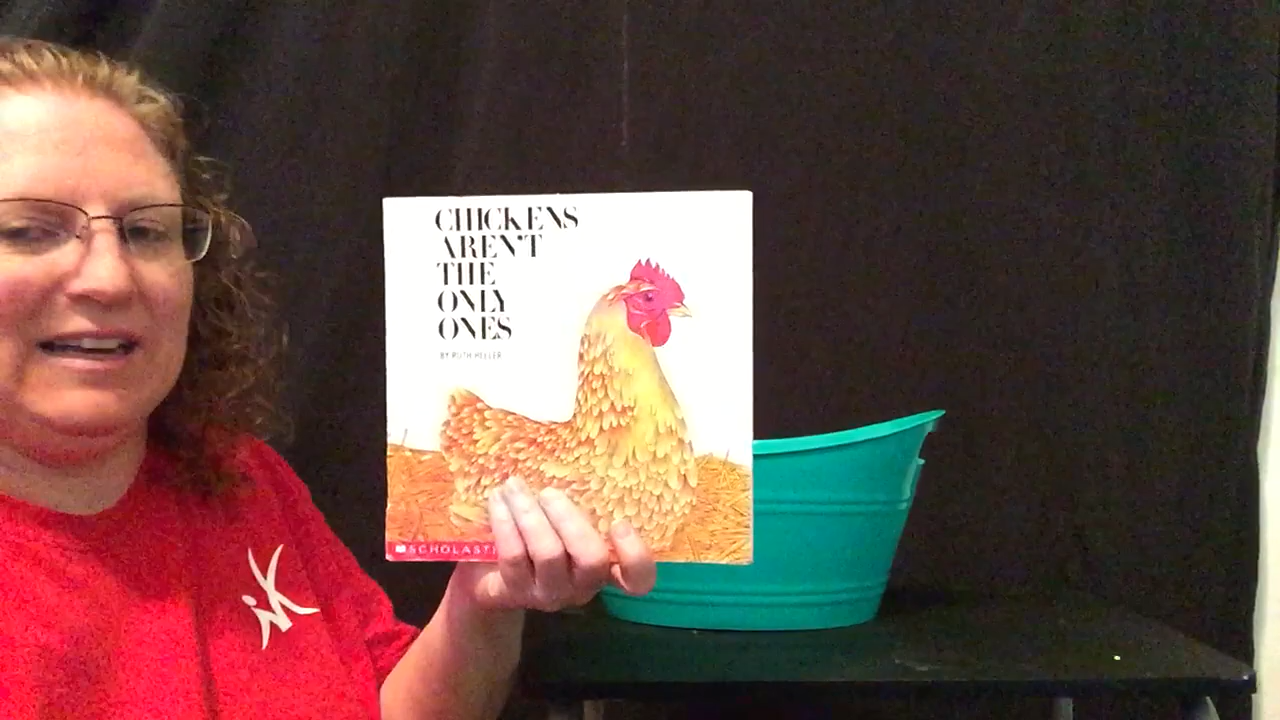 CHICKENS
AREN'T
THE
ONLY
ONES
BY RUTH HELLER
SCHOLASTI